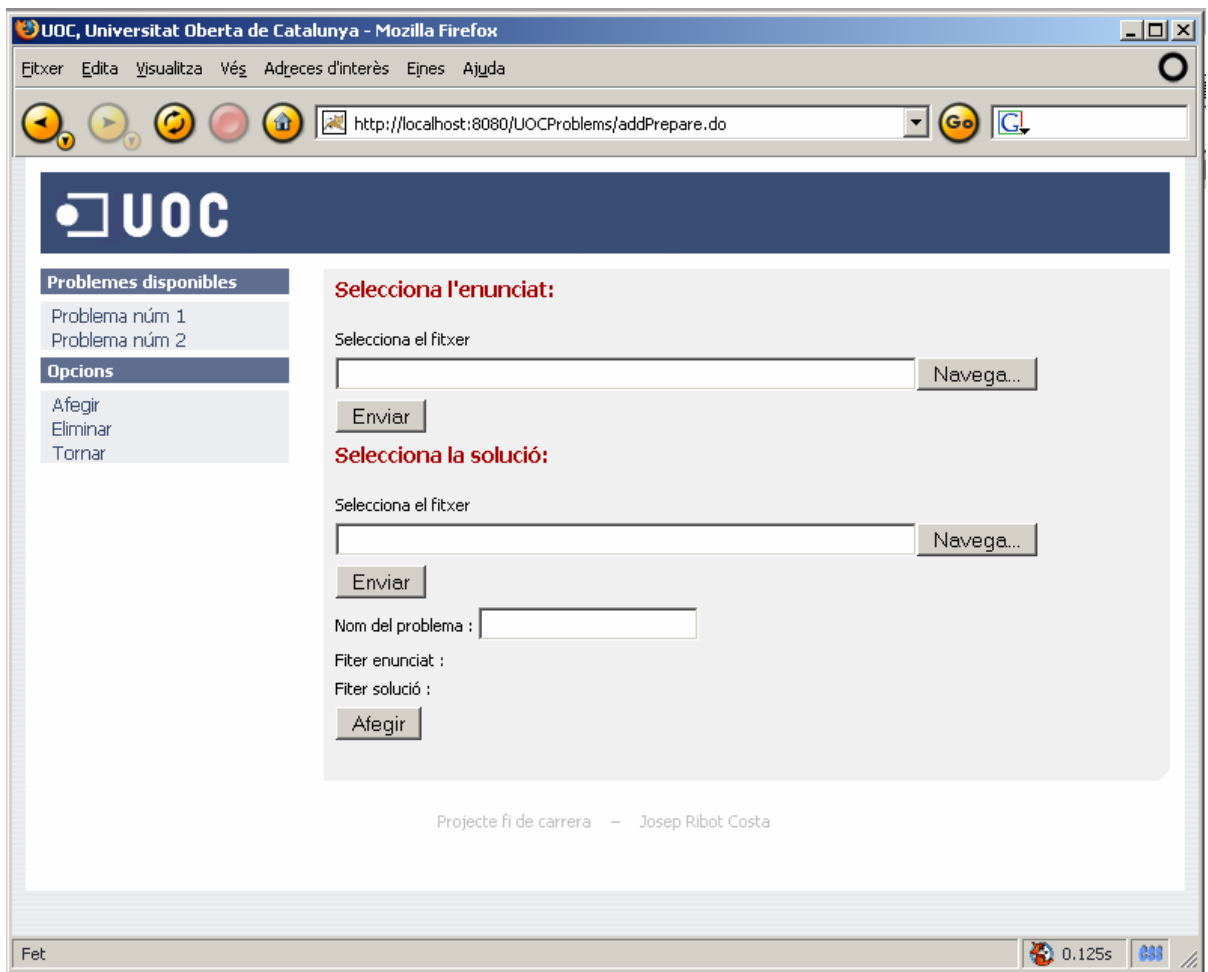 UOC, Universitat Oberta de Catalunya - Mozilla Firefox
Fitxer Edita Visualitza Vés Adreces d'interès Eines Ajuda
http://localhost:8080/UOCProblems/addPrepare.do Go G
UOC
Problemes disponibles
Problema núm 1
Problema núm 2
Opcions
Afegir
Eliminar
Tornar
Selecciona l'enunciat:
Selecciona el fitxer
Navega...
Enviar
Selecciona la solució:
Selecciona el fitxer
Navega...
Enviar
Nom del problema :
Fiter enunciat :
Fiter solució :
Afegir
Projecte fi de carrera – Josep Ribot Costa
Fet 0.125s CSS